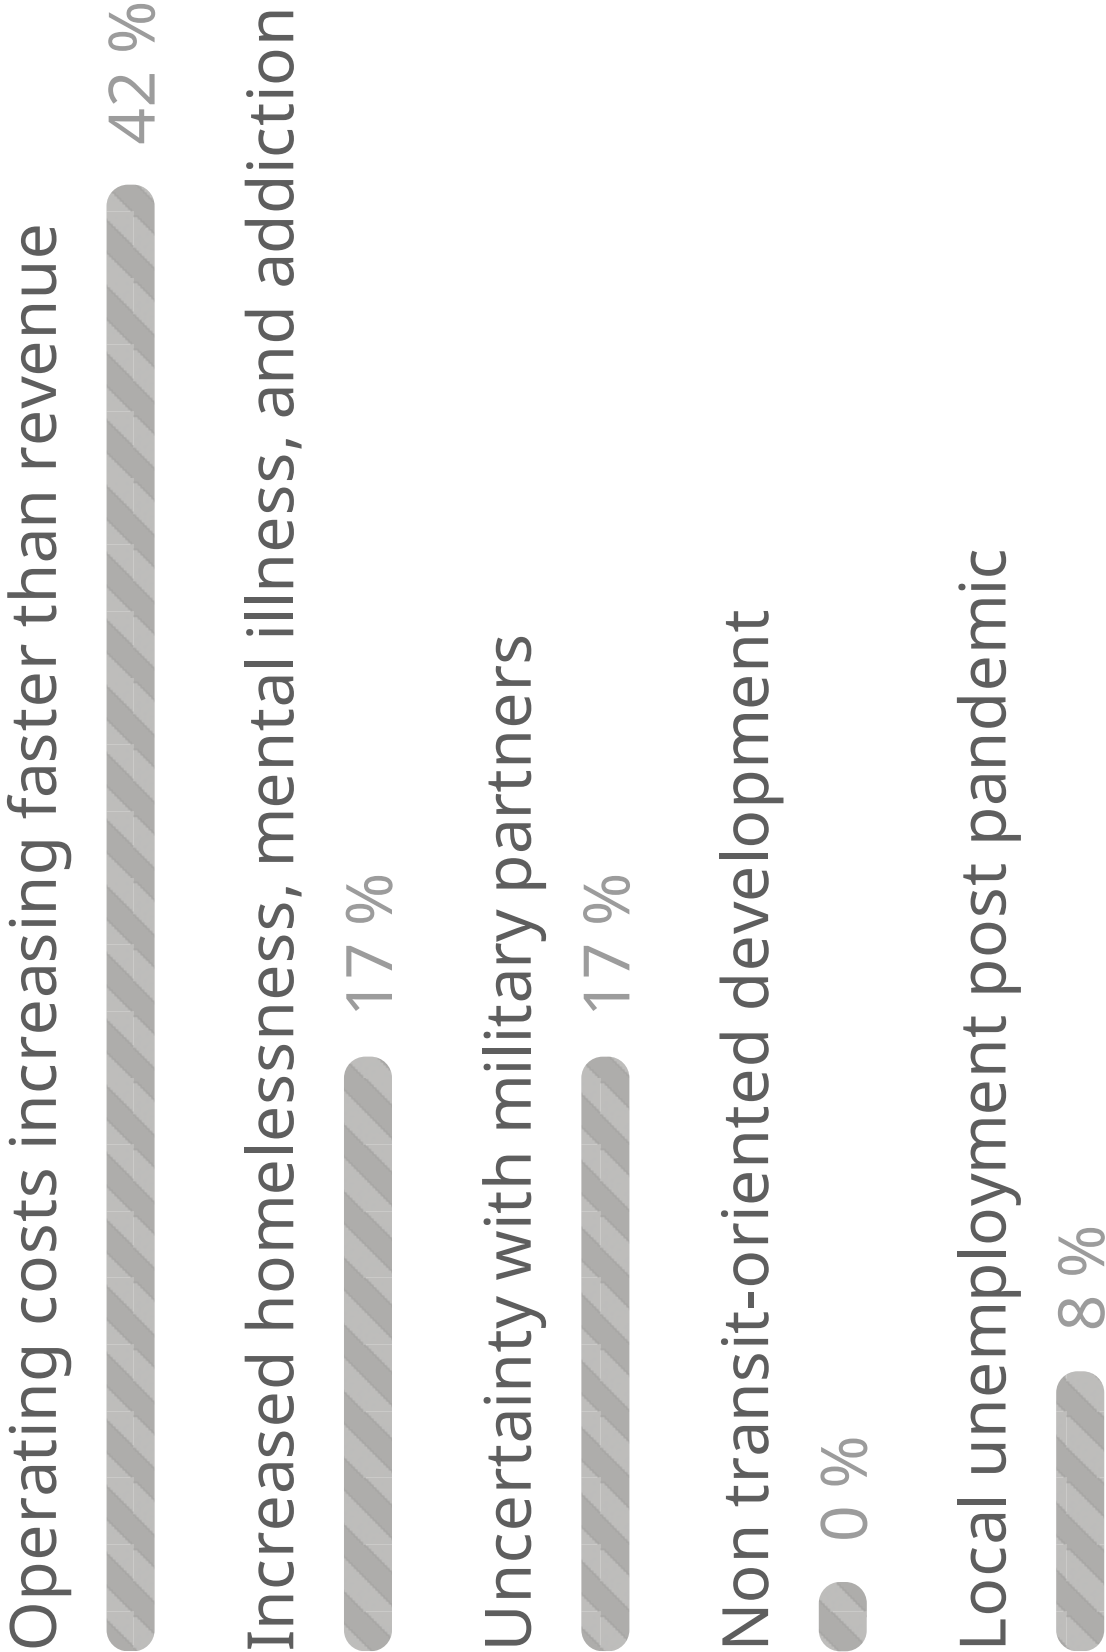 Operating costs increasing faster than revenue
42 %
Increased homelessness, mental illness, and addiction
17 %
Uncertainty with military partners
17 %
Non transit-oriented development
0 %
Local unemployment post pandemic
8 %